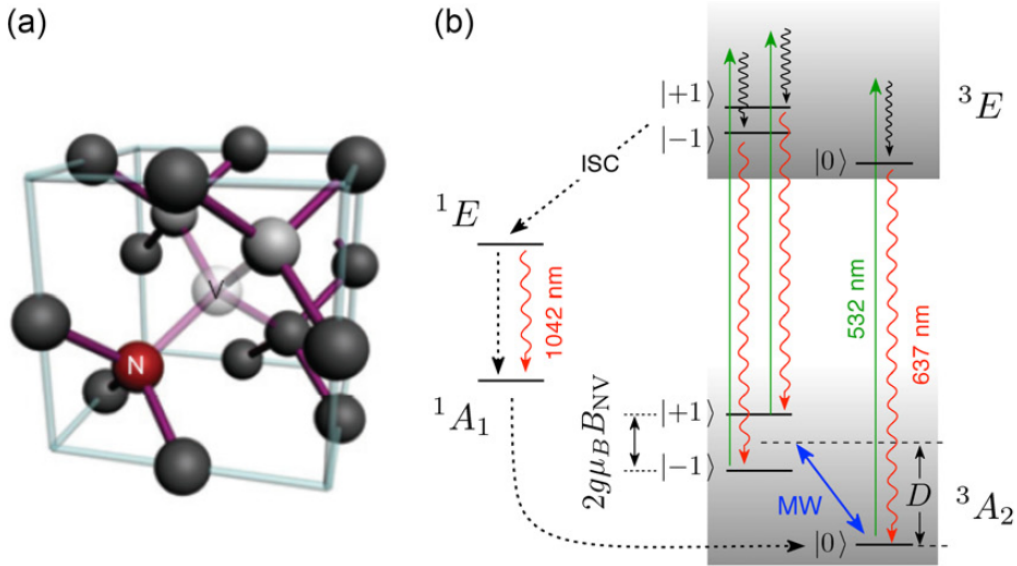 (a)
V
N
(b)
|+1⟩
|−1⟩
|0⟩
³E
ISC
¹E
1042 nm
532 nm
637 nm
¹A₁
2gμ_B B_NV
|+1⟩
|−1⟩
MW
D
³A₂
|0⟩